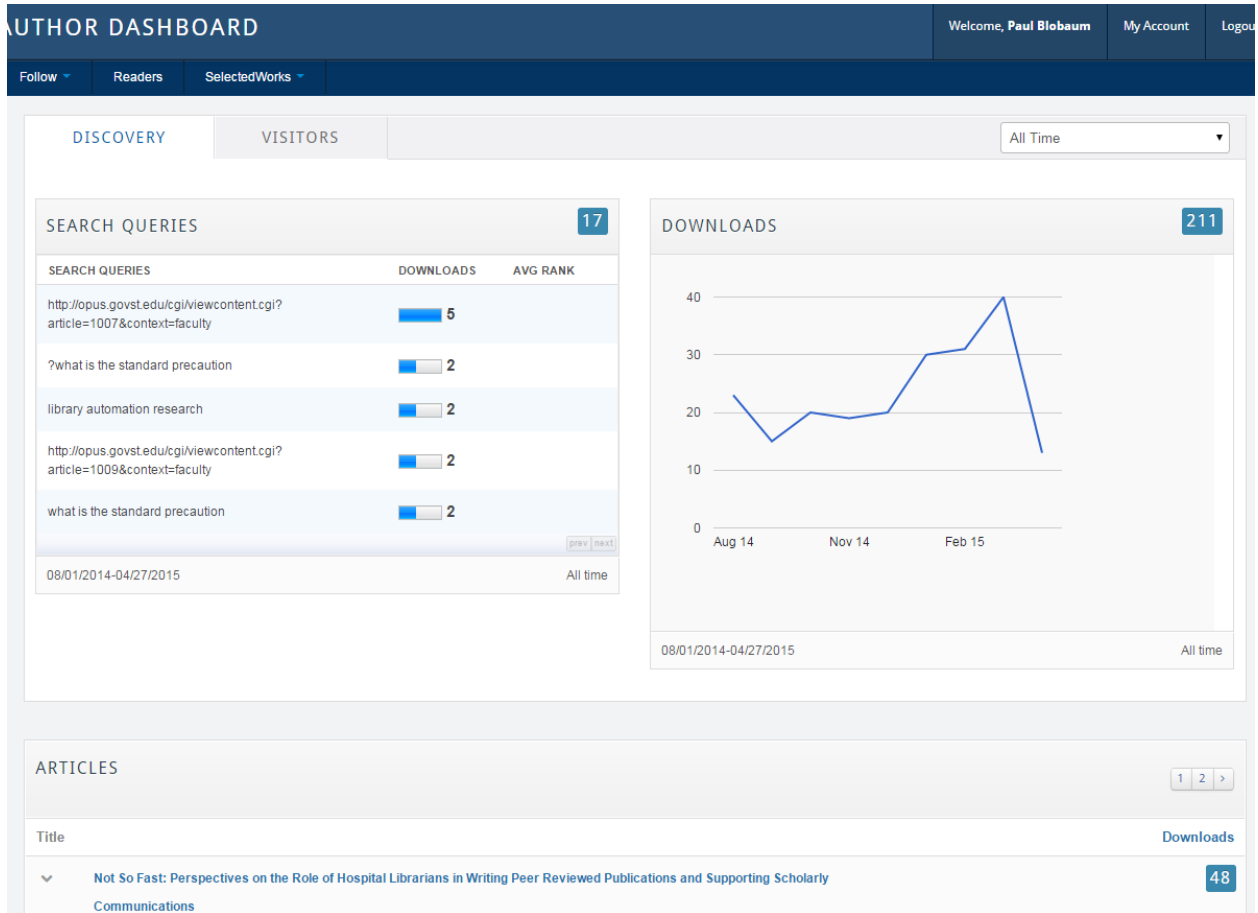 AUTHOR DASHBOARD
Welcome, Paul Blobaum
My Account
Logou
Follow
Readers
SelectedWorks
DISCOVERY
VISITORS
All Time
SEARCH QUERIES
17
SEARCH QUERIES DOWNLOADS AVG RANK
http://opus.govst.edu/cgi/viewcontent.cgi?
article=1007&context=faculty
5
?what is the standard precaution
2
library automation research
2
http://opus.govst.edu/cgi/viewcontent.cgi?
article=1009&context=faculty
2
what is the standard precaution
2
prev next
08/01/2014-04/27/2015
All time
DOWNLOADS
211
40
30
20
10
0
Aug 14
Nov 14
Feb 15
08/01/2014-04/27/2015
All time
ARTICLES
1 2 >
Title
Downloads
Not So Fast: Perspectives on the Role of Hospital Librarians in Writing Peer Reviewed Publications and Supporting Scholarly
Communications
48